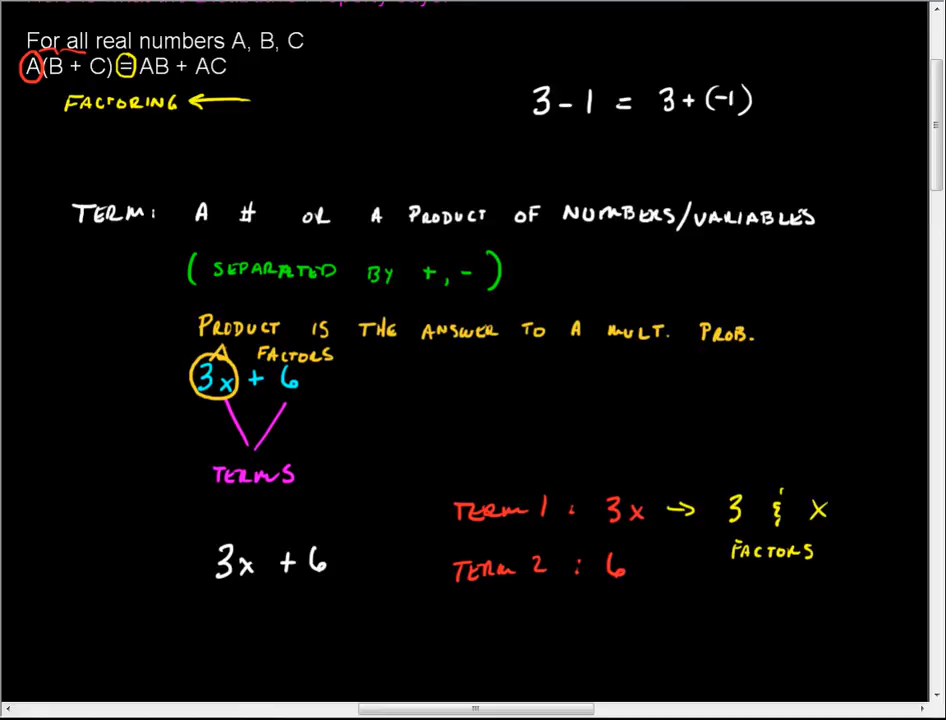 For all real numbers A, B, C
A(B + C) = AB + AC
FACTORING ←
3 - 1 = 3 + (-1)
TERM: A # OR A PRODUCT OF NUMBERS/VARIABLES
(SEPARATED BY +, -)
PRODUCT IS THE ANSWER TO A MULT. PROB.
FACTORS
3x + 6
TERMS
TERM 1 : 3x → 3 & x
FACTORS
3x + 6
TERM 2 : 6